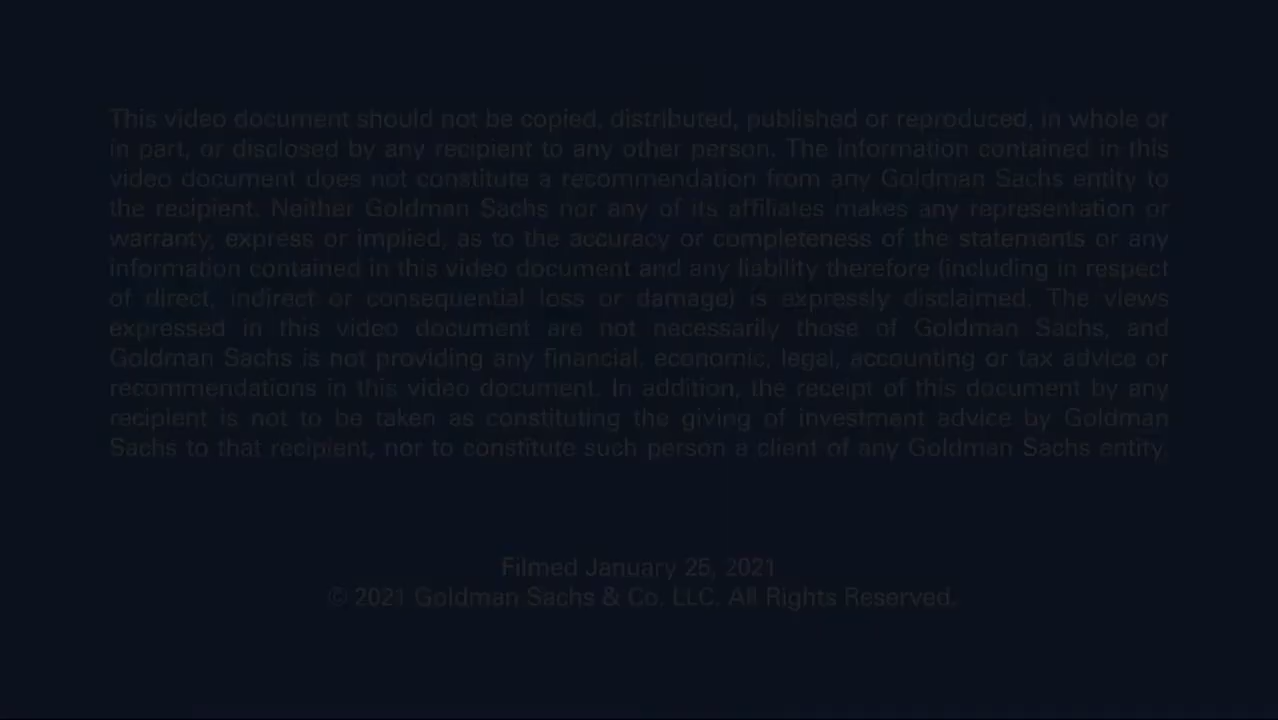 This video document should not be copied, distributed, published or reproduced, in whole or
in part, or disclosed by any recipient to any other person. The information contained in this
video document does not constitute a recommendation from any Goldman Sachs entity to
the recipient. Neither Goldman Sachs nor any of its affiliates makes any representation or
warranty, express or implied, as to the accuracy or completeness of the statements or any
information contained in this video document and any liability therefore (including in respect
of direct, indirect or consequential loss or damage) is expressly disclaimed. The views
expressed in this video document are not necessarily those of Goldman Sachs, and
Goldman Sachs is not providing any financial, economic, legal, accounting or tax advice or
recommendations in this video document. In addition, the receipt of this document by any
recipient is not to be taken as constituting the giving of investment advice by Goldman
Sachs to that recipient, nor to constitute such person a client of any Goldman Sachs entity.
Filmed January 25, 2021
© 2021 Goldman Sachs & Co. LLC. All Rights Reserved.